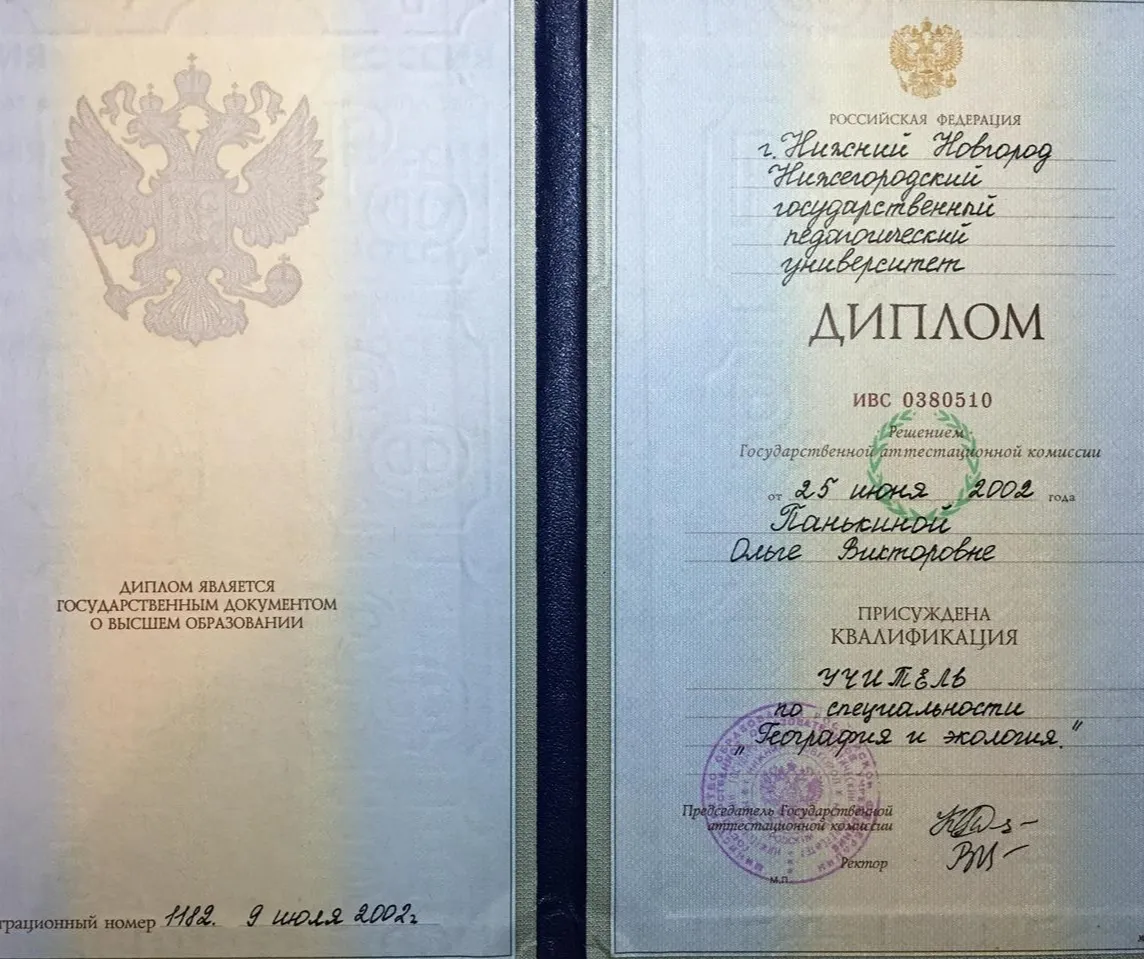 ДИПЛОМ ЯВЛЯЕТСЯ
ГОСУДАРСТВЕННЫМ ДОКУМЕНТОМ
О ВЫСШЕМ ОБРАЗОВАНИИ
грационный номер 1182. 9 июля 2002г
РОССИЙСКАЯ ФЕДЕРАЦИЯ
г. Нижний Новгород
Нижегородский
государственный
педагогический
университет
ДИПЛОМ
ИВС 0380510
Решением
Государственной аттестационной комиссии
от 25 июня 2002 года
Панькиной
Ольге Викторовне
ПРИСУЖДЕНА
КВАЛИФИКАЦИЯ
УЧИТЕЛЬ
по специальности
„География и экология."
Председатель Государственной
аттестационной комиссии
Ректор
М.П.